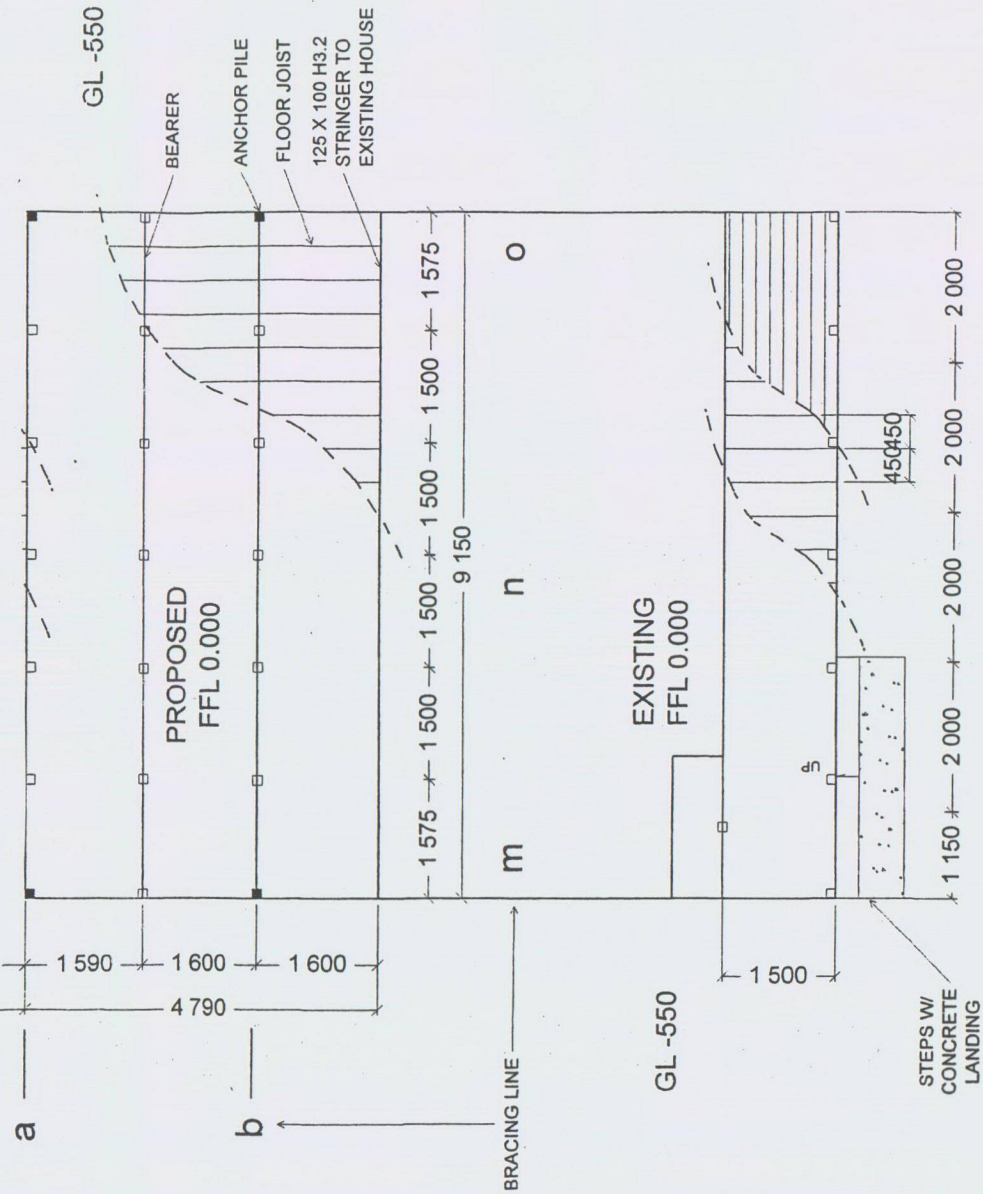 GL -550
BEARER
ANCHOR PILE
FLOOR JOIST
125 X 100 H3.2
STRINGER TO
EXISTING HOUSE
a
b
1 590
1 600
1 600
4 790
PROPOSED
FFL 0.000
1 575
1 500
1 500
1 500
1 500
1 575
9 150
m
n
o
BRACING LINE
EXISTING
FFL 0.000
GL -550
1 500
450
450
STEPS W/
CONCRETE
LANDING
1 150
2 000
2 000
2 000
2 000